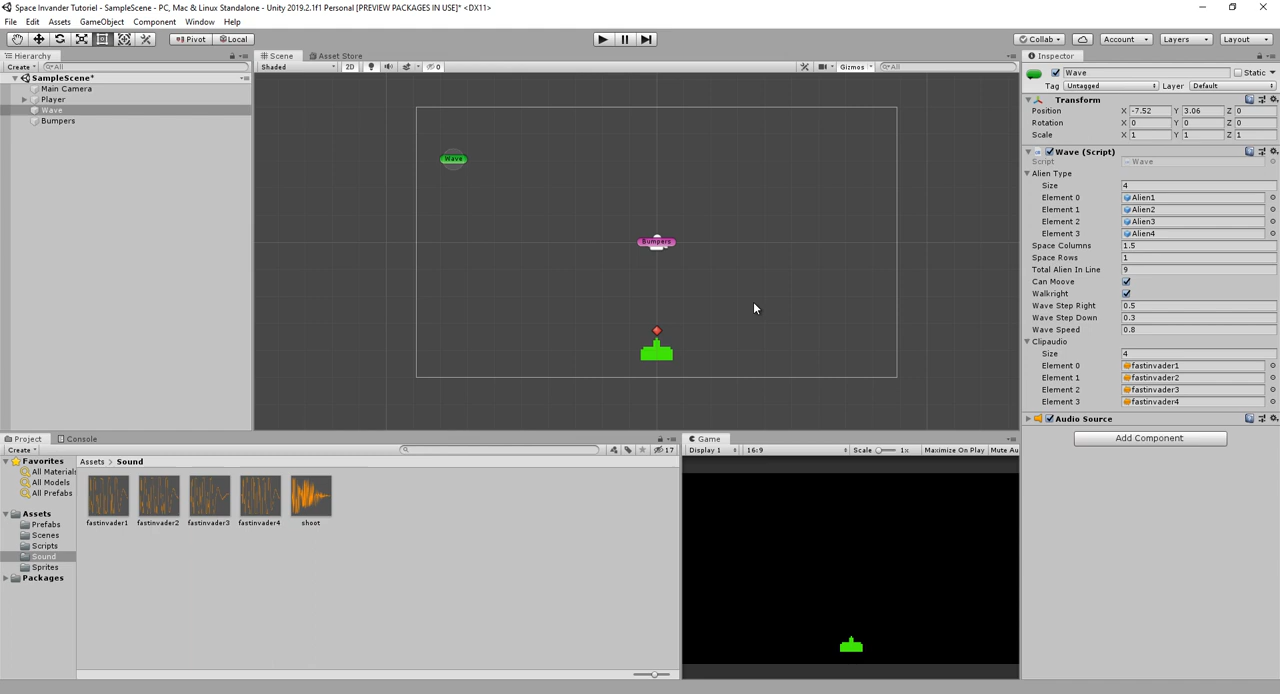 Space Invander Tutoriel - SampleScene - PC, Mac & Linux Standalone - Unity 2019.2.1f1 Personal [PREVIEW PACKAGES IN USE]* <DX11>
File Edit Assets GameObject Component Window Help
Pivot Local Collab Account Layers Layout
Hierarchy
Create All
SampleScene*
Main Camera
Player
Wave
Bumpers
Scene Asset Store
Shaded 2D 0 Gizmos All
Wave
Bumpers
Inspector
Wave Static
Tag Untagged Layer Default
Transform
Position X -7.52 Y 3.06 Z 0
Rotation X 0 Y 0 Z 0
Scale X 1 Y 1 Z 1
Wave (Script)
Script Wave
Alien Type
Size 4
Element 0 Alien1
Element 1 Alien2
Element 2 Alien3
Element 3 Alien4
Space Columns 1.5
Space Rows 1
Total Alien In Line 9
Can Moove
Walkright
Wave Step Right 0.5
Wave Step Down 0.3
Wave Speed 0.8
Clipaudio
Size 4
Element 0 fastinvader1
Element 1 fastinvader2
Element 2 fastinvader3
Element 3 fastinvader4
Audio Source
Add Component
Project Console
Create 17
Favorites
All Materials
All Models
All Prefabs
Assets
Prefabs
Scenes
Scripts
Sound
Sprites
Packages
Assets > Sound
fastinvader1 fastinvader2 fastinvader3 fastinvader4 shoot
Game
Display 1 16:9 Scale 1x Maximize On Play Mute Au